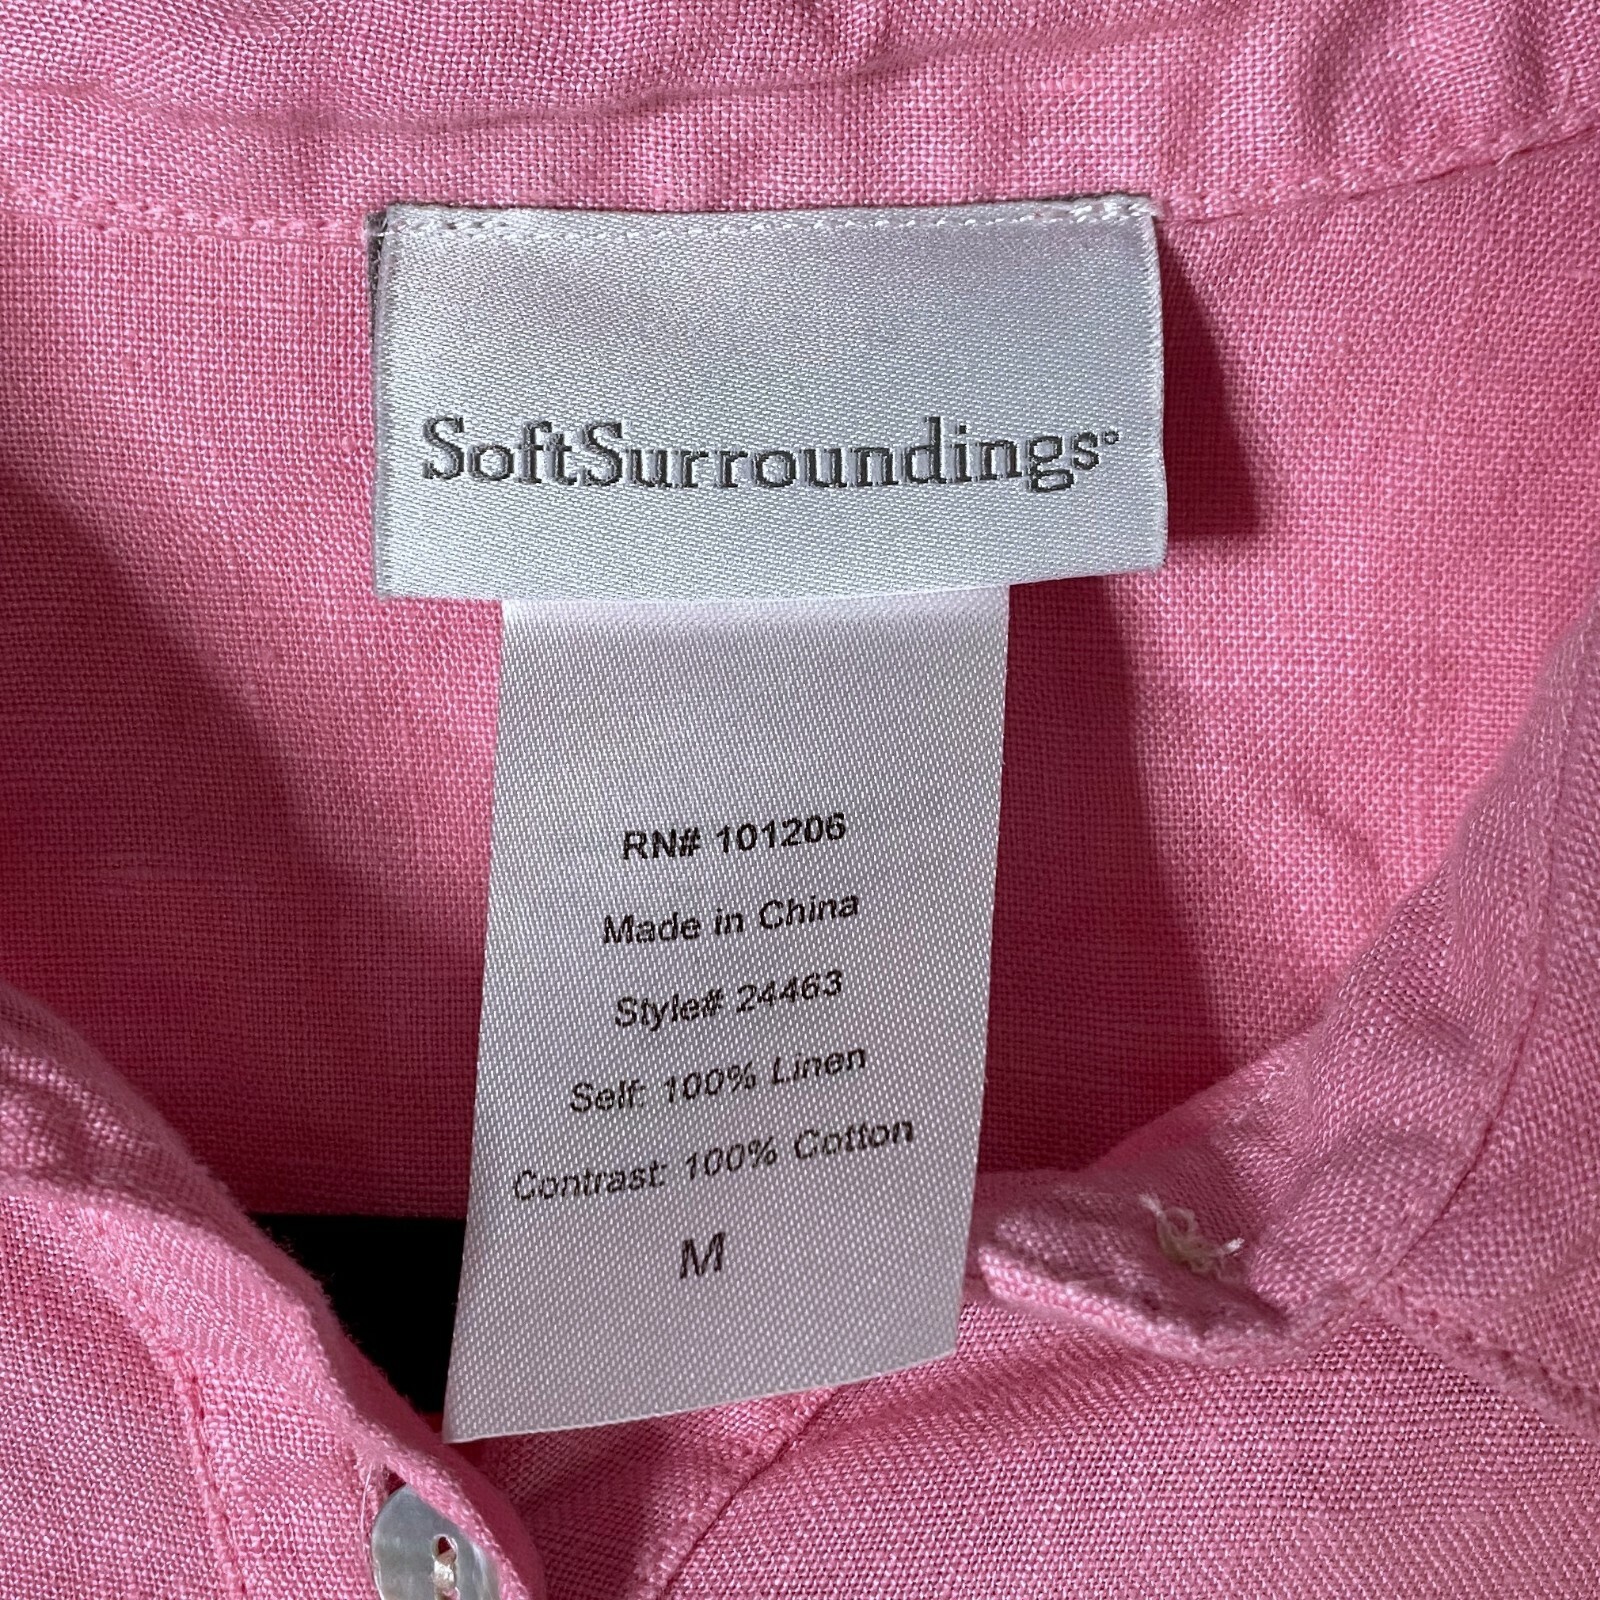 SoftSurroundings®
RN# 101206
Made in China
Style# 24463
Self: 100% Linen
Contrast: 100% Cotton
M